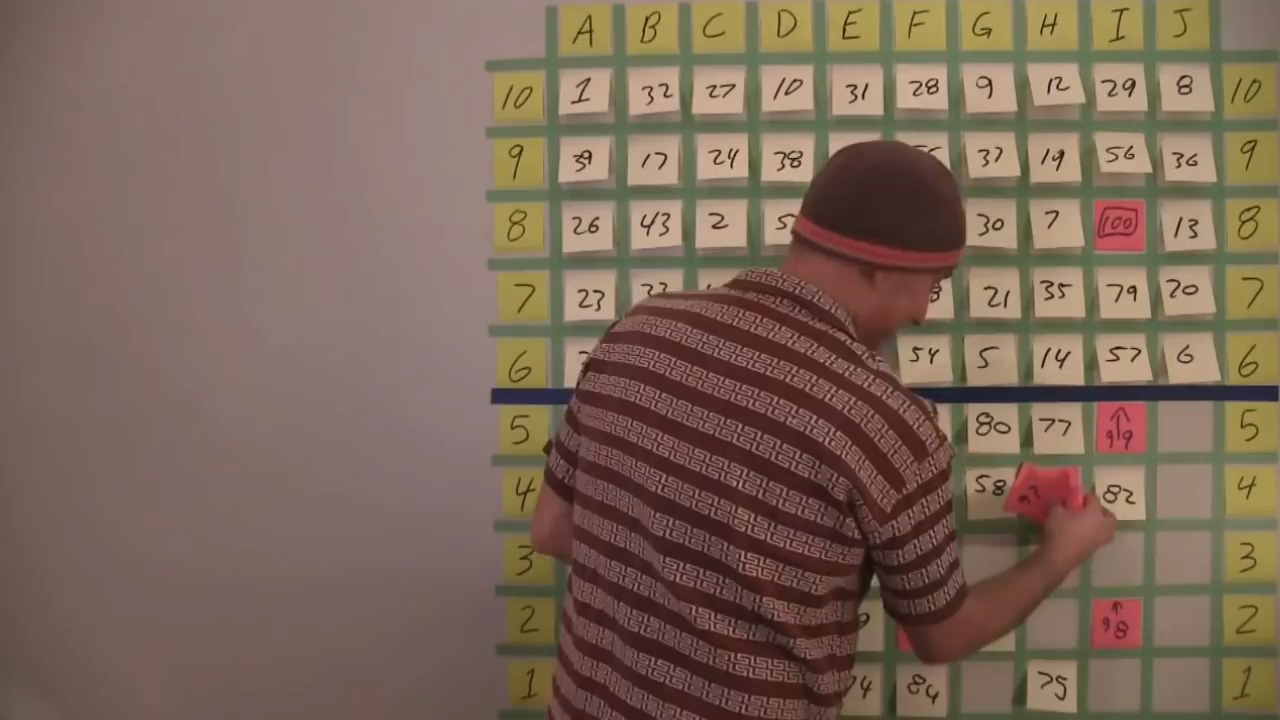 A B C D E F G H I J
10 1 32 27 10 31 28 9 12 29 8 10
9 39 17 24 38 37 19 56 36 9
8 26 43 2 30 7 100 13 8
7 23 21 35 79 20 7
6 54 5 14 57 6 6
5 80 77 ↑ 99 5
4 58 97 82 4
3 3
2 ↑ 98 2
1 84 75 1